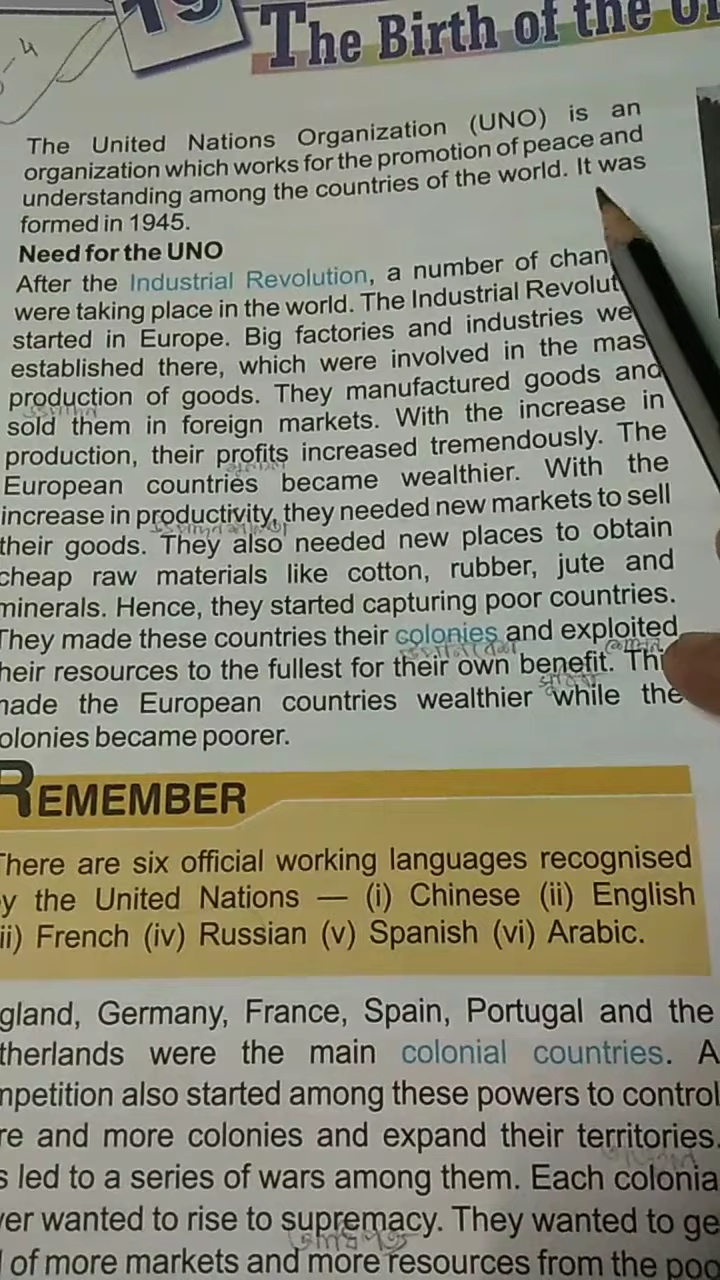 19
The Birth of the
The United Nations Organization (UNO) is an
organization which works for the promotion of peace and
understanding among the countries of the world. It was
formed in 1945.
Need for the UNO
After the Industrial Revolution, a number of chan
were taking place in the world. The Industrial Revolut
started in Europe. Big factories and industries we
established there, which were involved in the mas
production of goods. They manufactured goods and
sold them in foreign markets. With the increase in
production, their profits increased tremendously. The
European countries became wealthier. With the
increase in productivity, they needed new markets to sell
their goods. They also needed new places to obtain
cheap raw materials like cotton, rubber, jute and
minerals. Hence, they started capturing poor countries.
They made these countries their colonies and exploited
heir resources to the fullest for their own benefit. Thi
made the European countries wealthier while the
olonies became poorer.
REMEMBER
There are six official working languages recognised
y the United Nations — (i) Chinese (ii) English
ii) French (iv) Russian (v) Spanish (vi) Arabic.
gland, Germany, France, Spain, Portugal and the
therlands were the main colonial countries. A
mpetition also started among these powers to control
re and more colonies and expand their territories.
s led to a series of wars among them. Each colonia
er wanted to rise to supremacy. They wanted to ge
of more markets and more resources from the poo